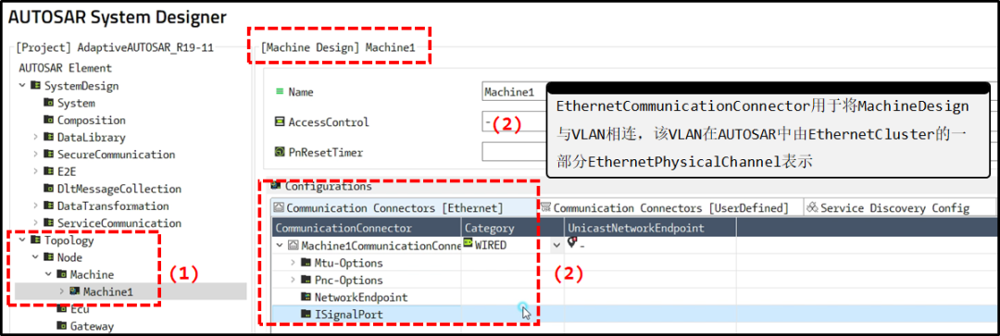 AUTOSAR System Designer
[Project] AdaptiveAUTOSAR_R19-11
AUTOSAR Element
SystemDesign
System
Composition
DataLibrary
SecureCommunication
E2E
DltMessageCollection
DataTransformation
ServiceCommunication
Topology
Node
Machine
Machine1
(1)
Ecu
Gateway
[Machine Design] Machine1
Name
Machine1
AccessControl
-
(2)
PnResetTimer
EthernetCommunicationConnector用于将MachineDesign
与VLAN相连，该VLAN在AUTOSAR中由EthernetCluster的一
部分EthernetPhysicalChannel表示
Configurations
Communication Connectors [Ethernet]
Communication Connectors [UserDefined]
Service Discovery Config
CommunicationConnector
Category
UnicastNetworkEndpoint
Machine1CommunicationConne
WIRED
-
Mtu-Options
Pnc-Options
(2)
NetworkEndpoint
ISignalPort